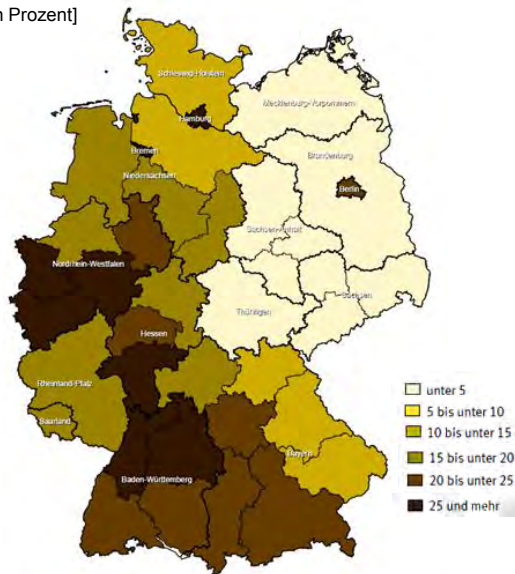 n Prozent]
Schleswig-Holstein
Mecklenburg-Vorpommern
Hamburg
Bremen
Brandenburg
Niedersachsen
Berlin
Sachsen-Anhalt
Nordrhein-Westfalen
Sachsen
Thüringen
Hessen
Rheinland-Pfalz
Saarland
Bayern
Baden-Württemberg
unter 5
5 bis unter 10
10 bis unter 15
15 bis unter 20
20 bis unter 25
25 und mehr